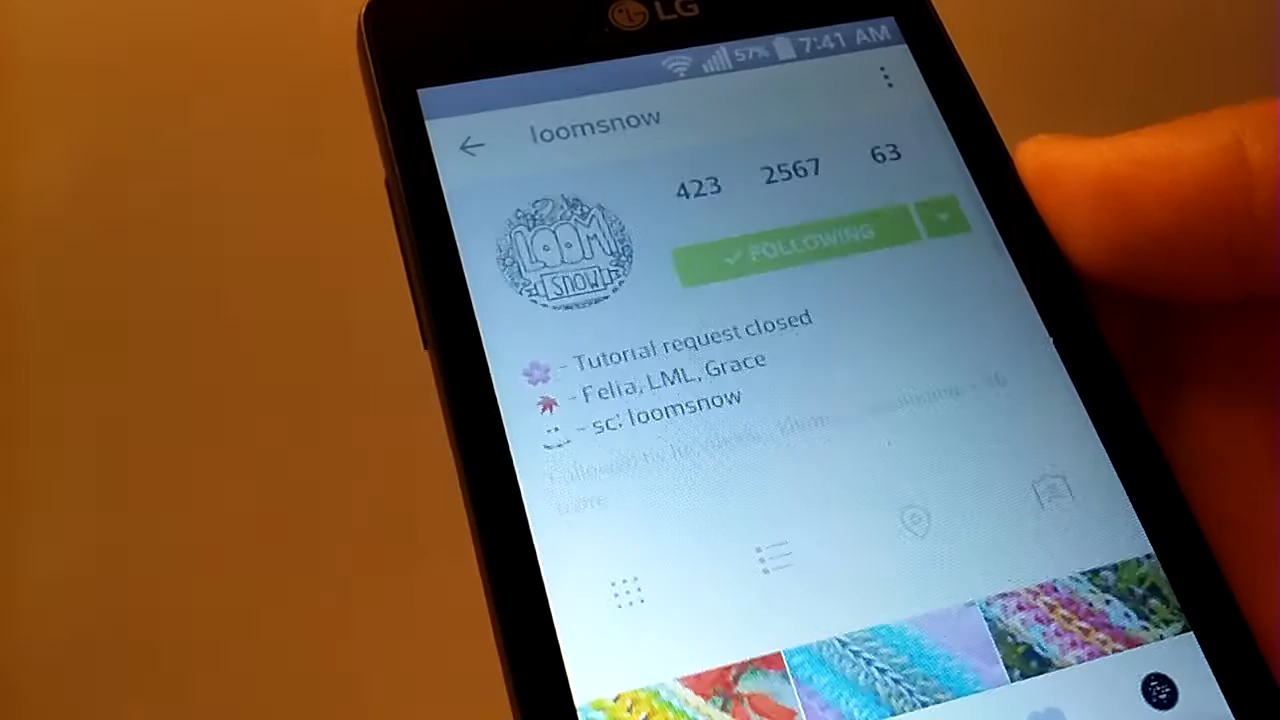 LG
57% 7:41 AM
loomsnow
423 2567 63
LOOM
SNOW
✓ FOLLOWING
- Tutorial request closed
- Felia, LML, Grace
- sc: loomsnow
more